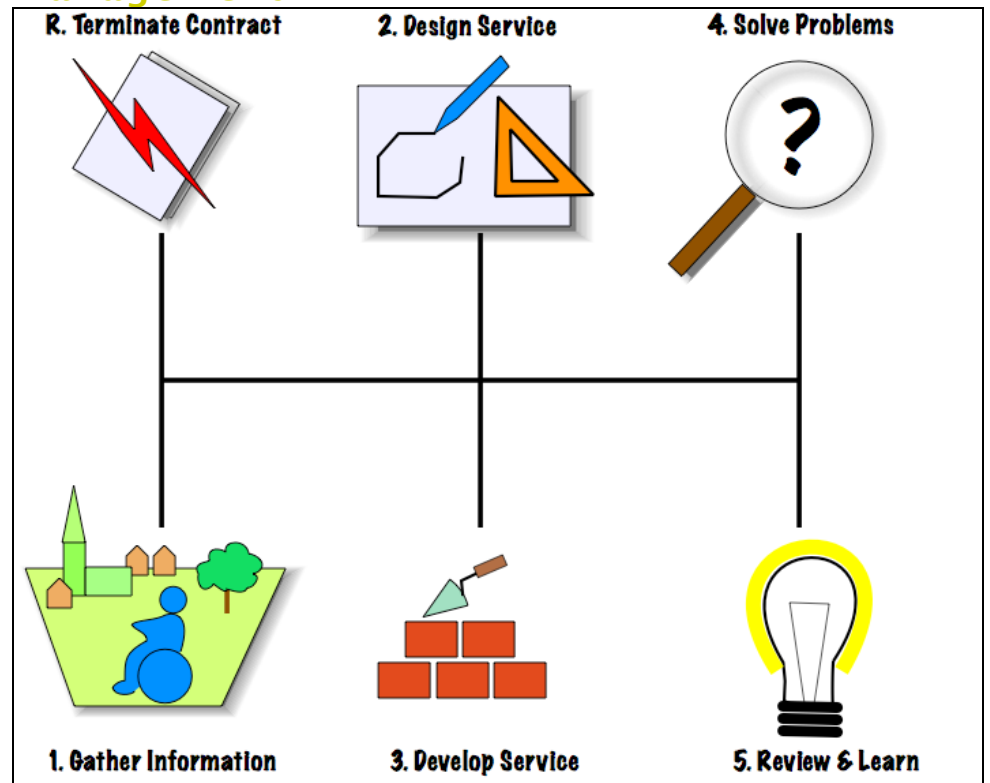 R. Terminate Contract
2. Design Service
4. Solve Problems
?
1. Gather Information
3. Develop Service
5. Review & Learn